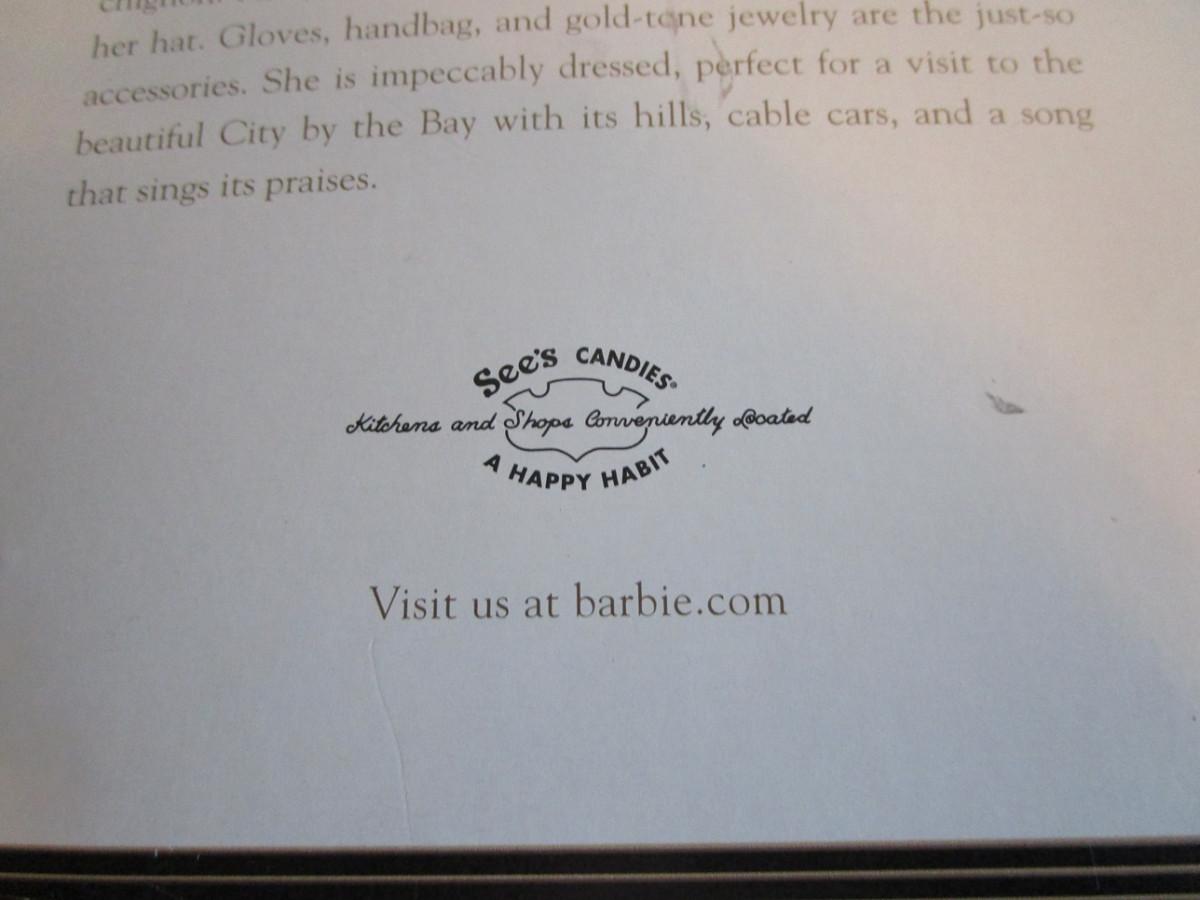 her hat. Gloves, handbag, and gold-tone jewelry are the just-so
accessories. She is impeccably dressed, perfect for a visit to the
beautiful City by the Bay with its hills, cable cars, and a song
that sings its praises.
See's CANDIES®
Kitchens and Shops Conveniently Located
A HAPPY HABIT
Visit us at barbie.com